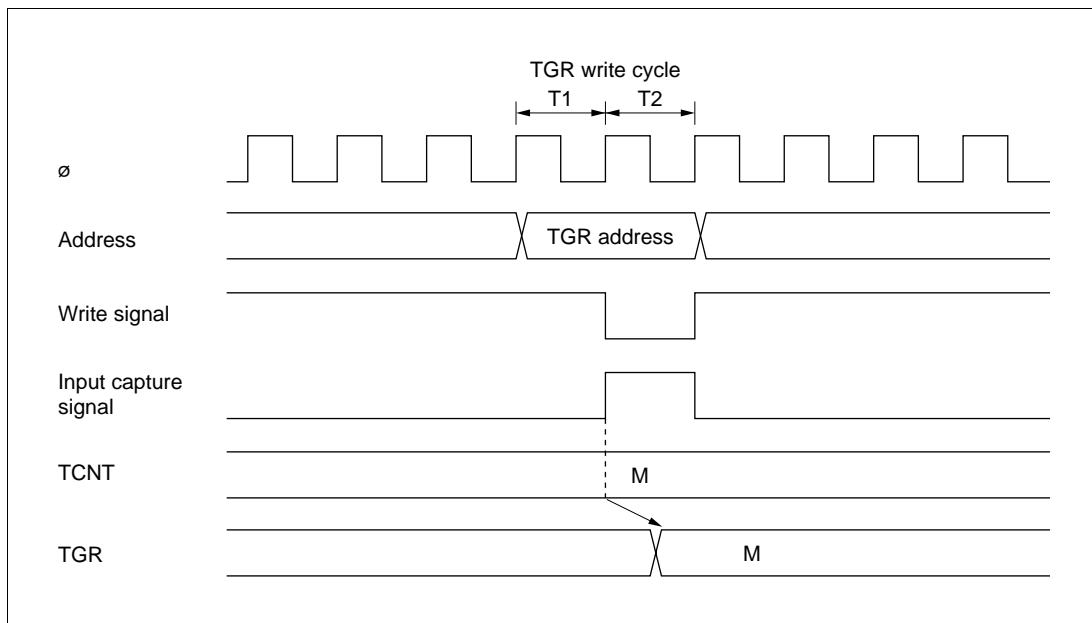 TGR write cycle
T1 T2
ø
Address
TGR address
Write signal
Input capture
signal
TCNT
M
TGR
M